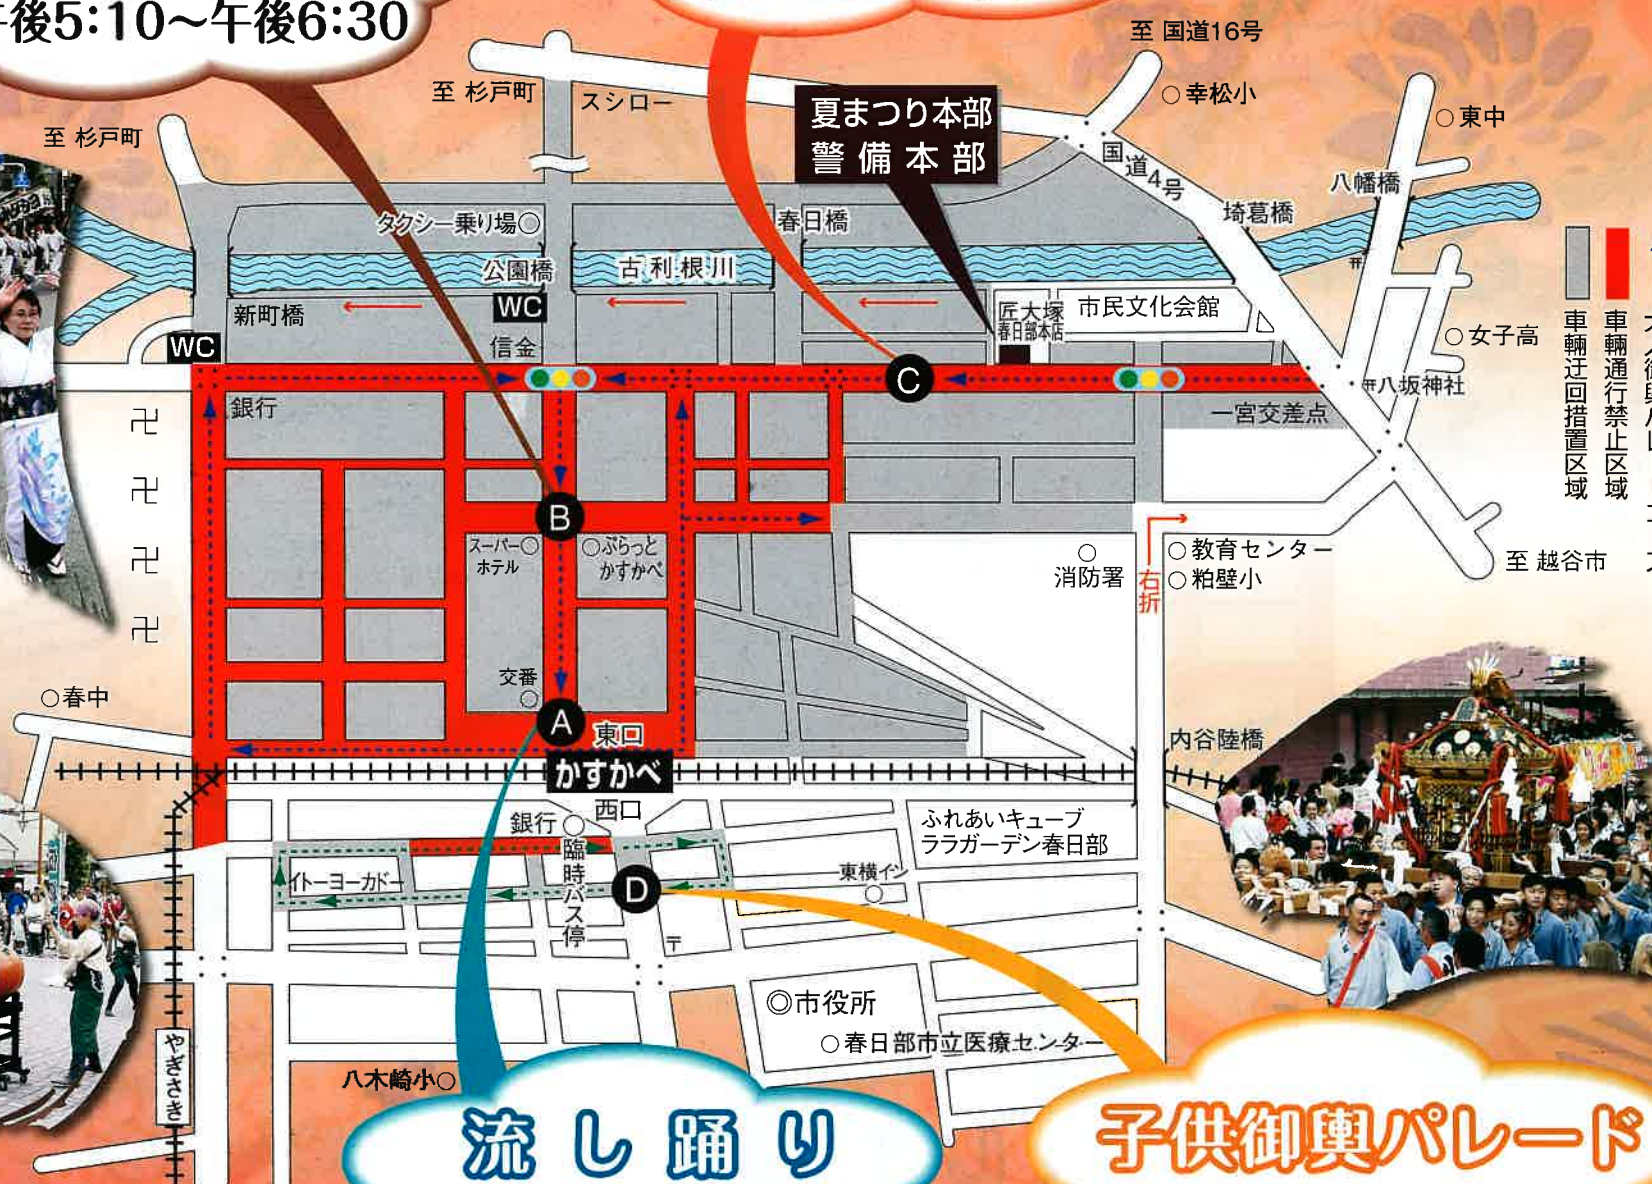 午後5:10～午後6:30
至 国道16号
至 杉戸町
スシロー
○幸松小
○東中
至 杉戸町
夏まつり本部
警備本部
国道4号
八幡橋
埼葛橋
タクシー乗り場○
春日橋
公園橋
古利根川
WC
新町橋
匠大塚
春日部本店
市民文化会館
車輛迂回措置区域
車輛通行禁止区域
○女子高
WC
信金
C
八坂神社
銀行
一宮交差点
卍
卍
卍
卍
B
スーパー○
ホテル
○ぷらっと
かすかべ
○
消防署
右折
○教育センター
○粕壁小
至 越谷市
交番
○
○春中
A
東口
内谷陸橋
かすかべ
西口
銀行○
臨時バス停
ふれあいキューブ
ララガーデン春日部
イトーヨーカドー
D
東横イン
○
〒
◎市役所
○春日部市立医療センター
やぎさき
八木崎小○
流し踊り
子供御輿パレード